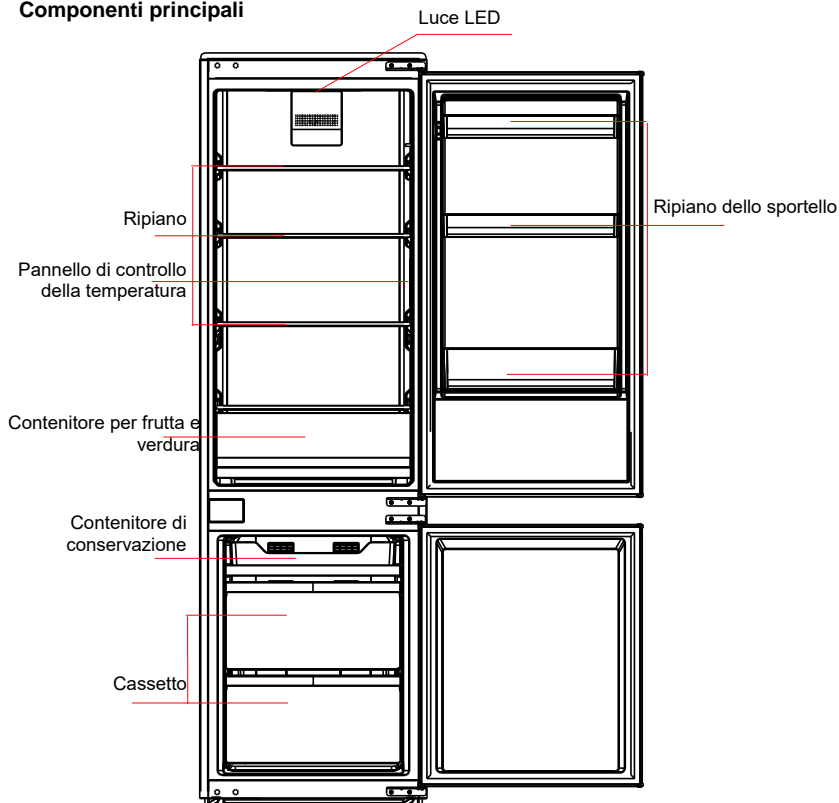 Componenti principali
Luce LED
Ripiano
Ripiano dello sportello
Pannello di controllo
della temperatura
Contenitore per frutta e
verdura
Contenitore di
conservazione
Cassetto